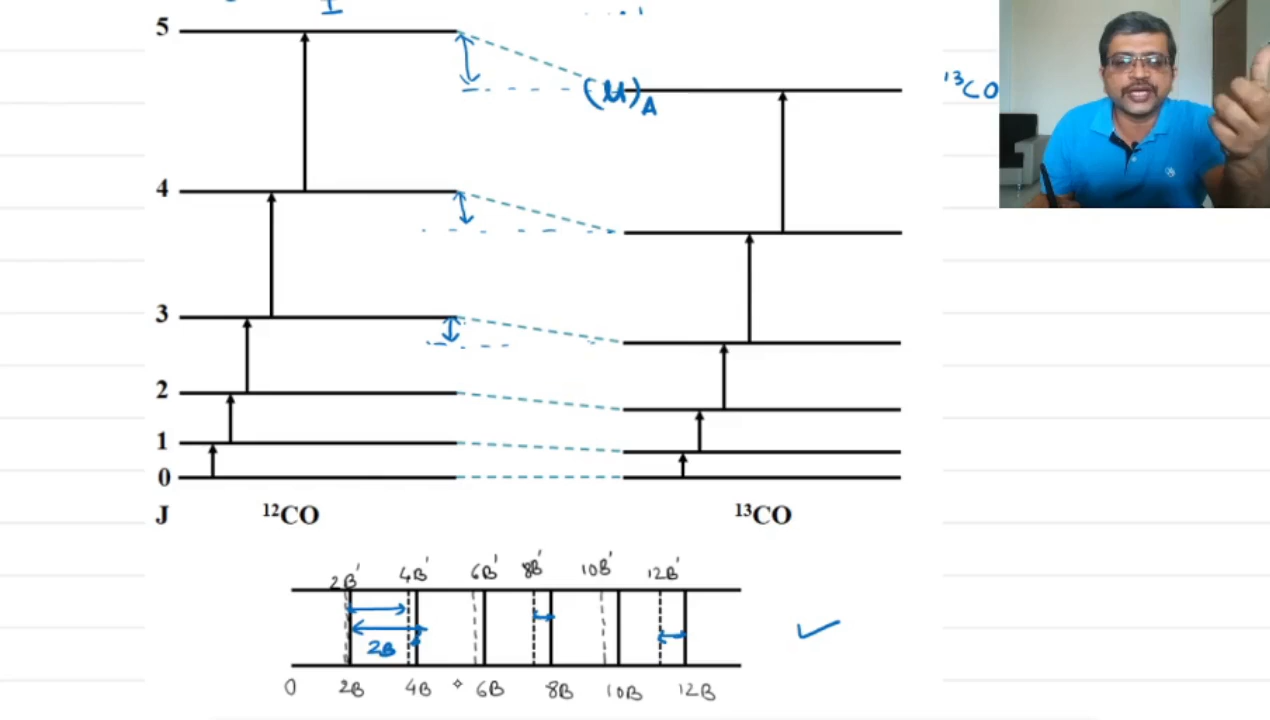 I
5
(μ)A
¹³CO
4
3
2
1
0
J ¹²CO ¹³CO
2B' 4B' 6B' 8B' 10B' 12B'
2B
0 2B 4B 6B 8B 10B 12B